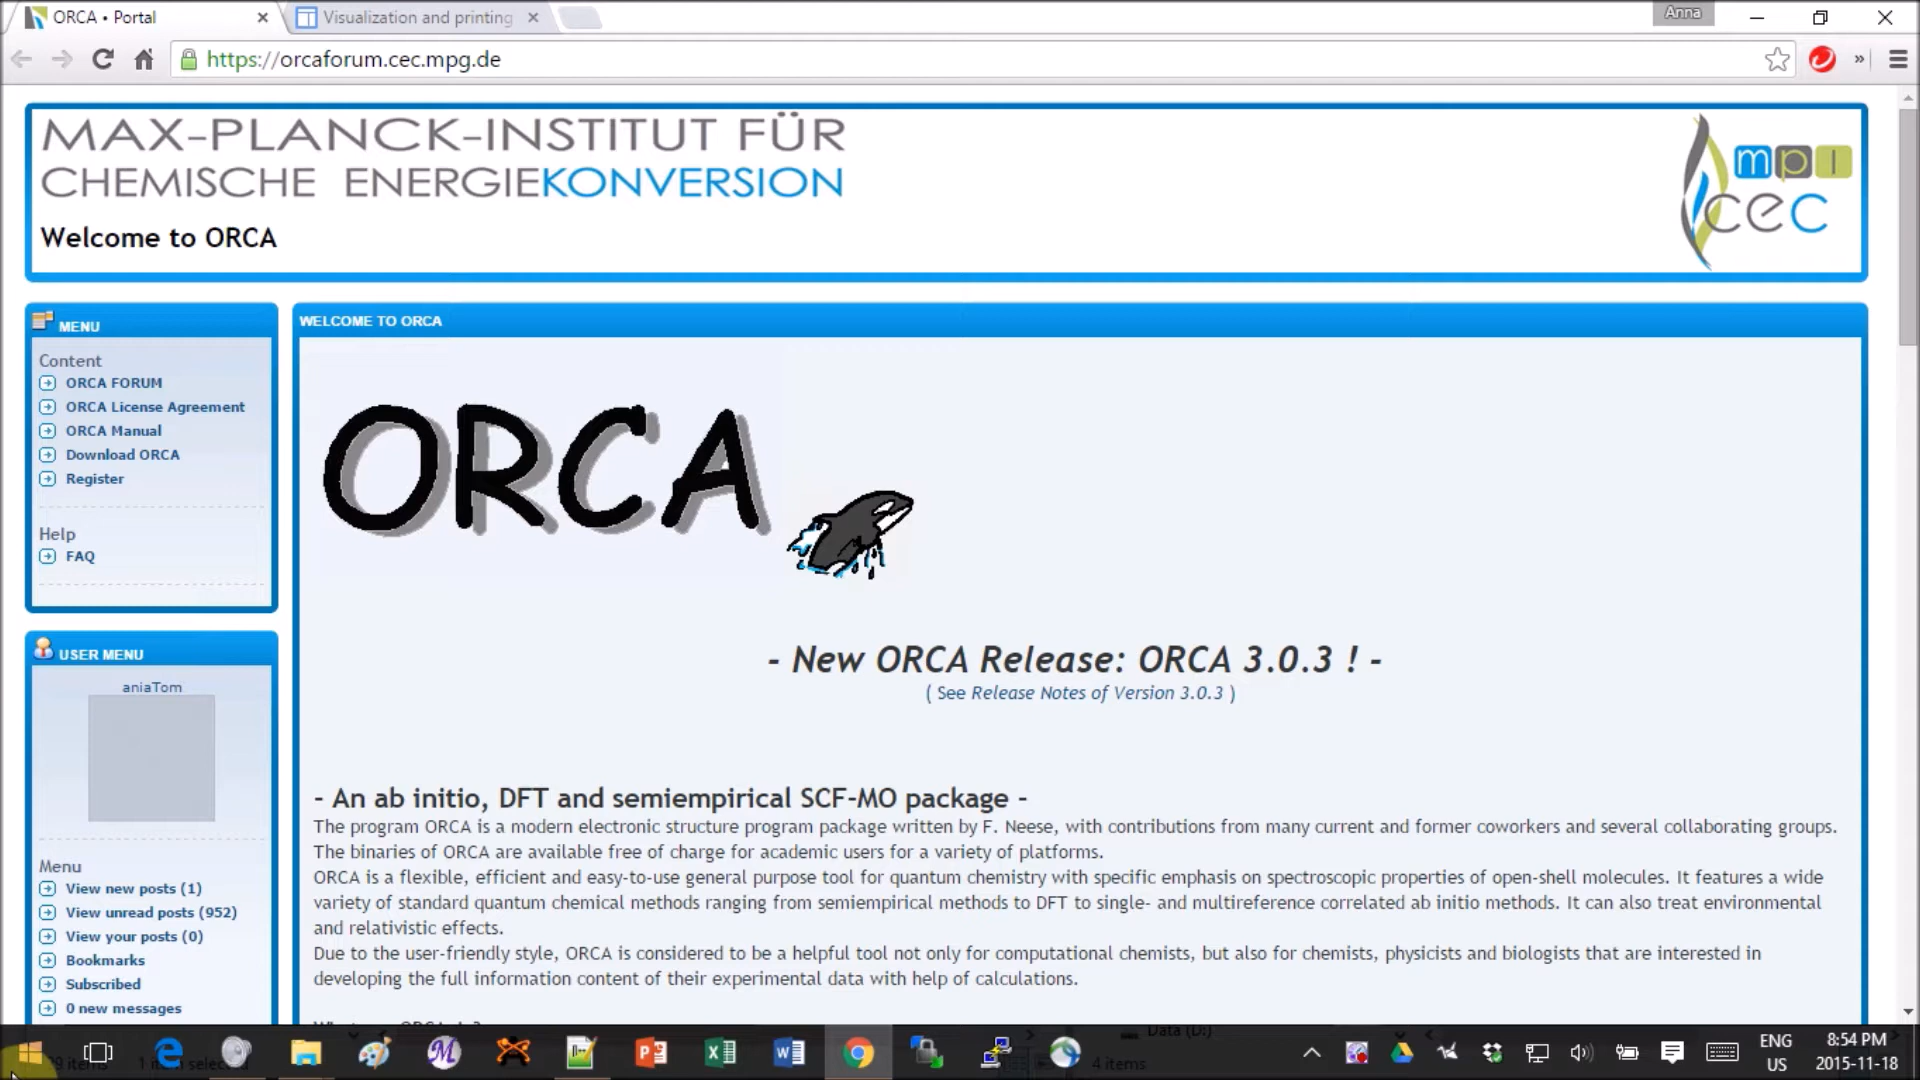 ORCA • Portal
Visualization and printing
Anna
https://orcaforum.cec.mpg.de
MAX-PLANCK-INSTITUT FÜR
CHEMISCHE ENERGIEKONVERSION
mpi
cec
Welcome to ORCA
MENU
Content
ORCA FORUM
ORCA License Agreement
ORCA Manual
Download ORCA
Register
Help
FAQ
USER MENU
aniaTom
Menu
View new posts (1)
View unread posts (952)
View your posts (0)
Bookmarks
Subscribed
0 new messages
WELCOME TO ORCA
ORCA
- New ORCA Release: ORCA 3.0.3 ! -
( See Release Notes of Version 3.0.3 )
- An ab initio, DFT and semiempirical SCF-MO package -
The program ORCA is a modern electronic structure program package written by F. Neese, with contributions from many current and former coworkers and several collaborating groups.
The binaries of ORCA are available free of charge for academic users for a variety of platforms.
ORCA is a flexible, efficient and easy-to-use general purpose tool for quantum chemistry with specific emphasis on spectroscopic properties of open-shell molecules. It features a wide
variety of standard quantum chemical methods ranging from semiempirical methods to DFT to single- and multireference correlated ab initio methods. It can also treat environmental
and relativistic effects.
Due to the user-friendly style, ORCA is considered to be a helpful tool not only for computational chemists, but also for chemists, physicists and biologists that are interested in
developing the full information content of their experimental data with help of calculations.
Data (D:)
items
1 item selected
4 items
ENG
US
8:54 PM
2015-11-18